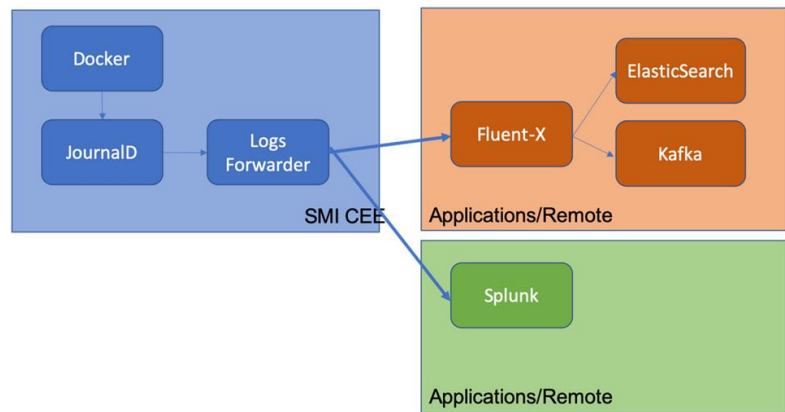 Docker
JournalD
Logs
Forwarder
SMI CEE
Fluent-X
ElasticSearch
Kafka
Applications/Remote
Splunk
Applications/Remote